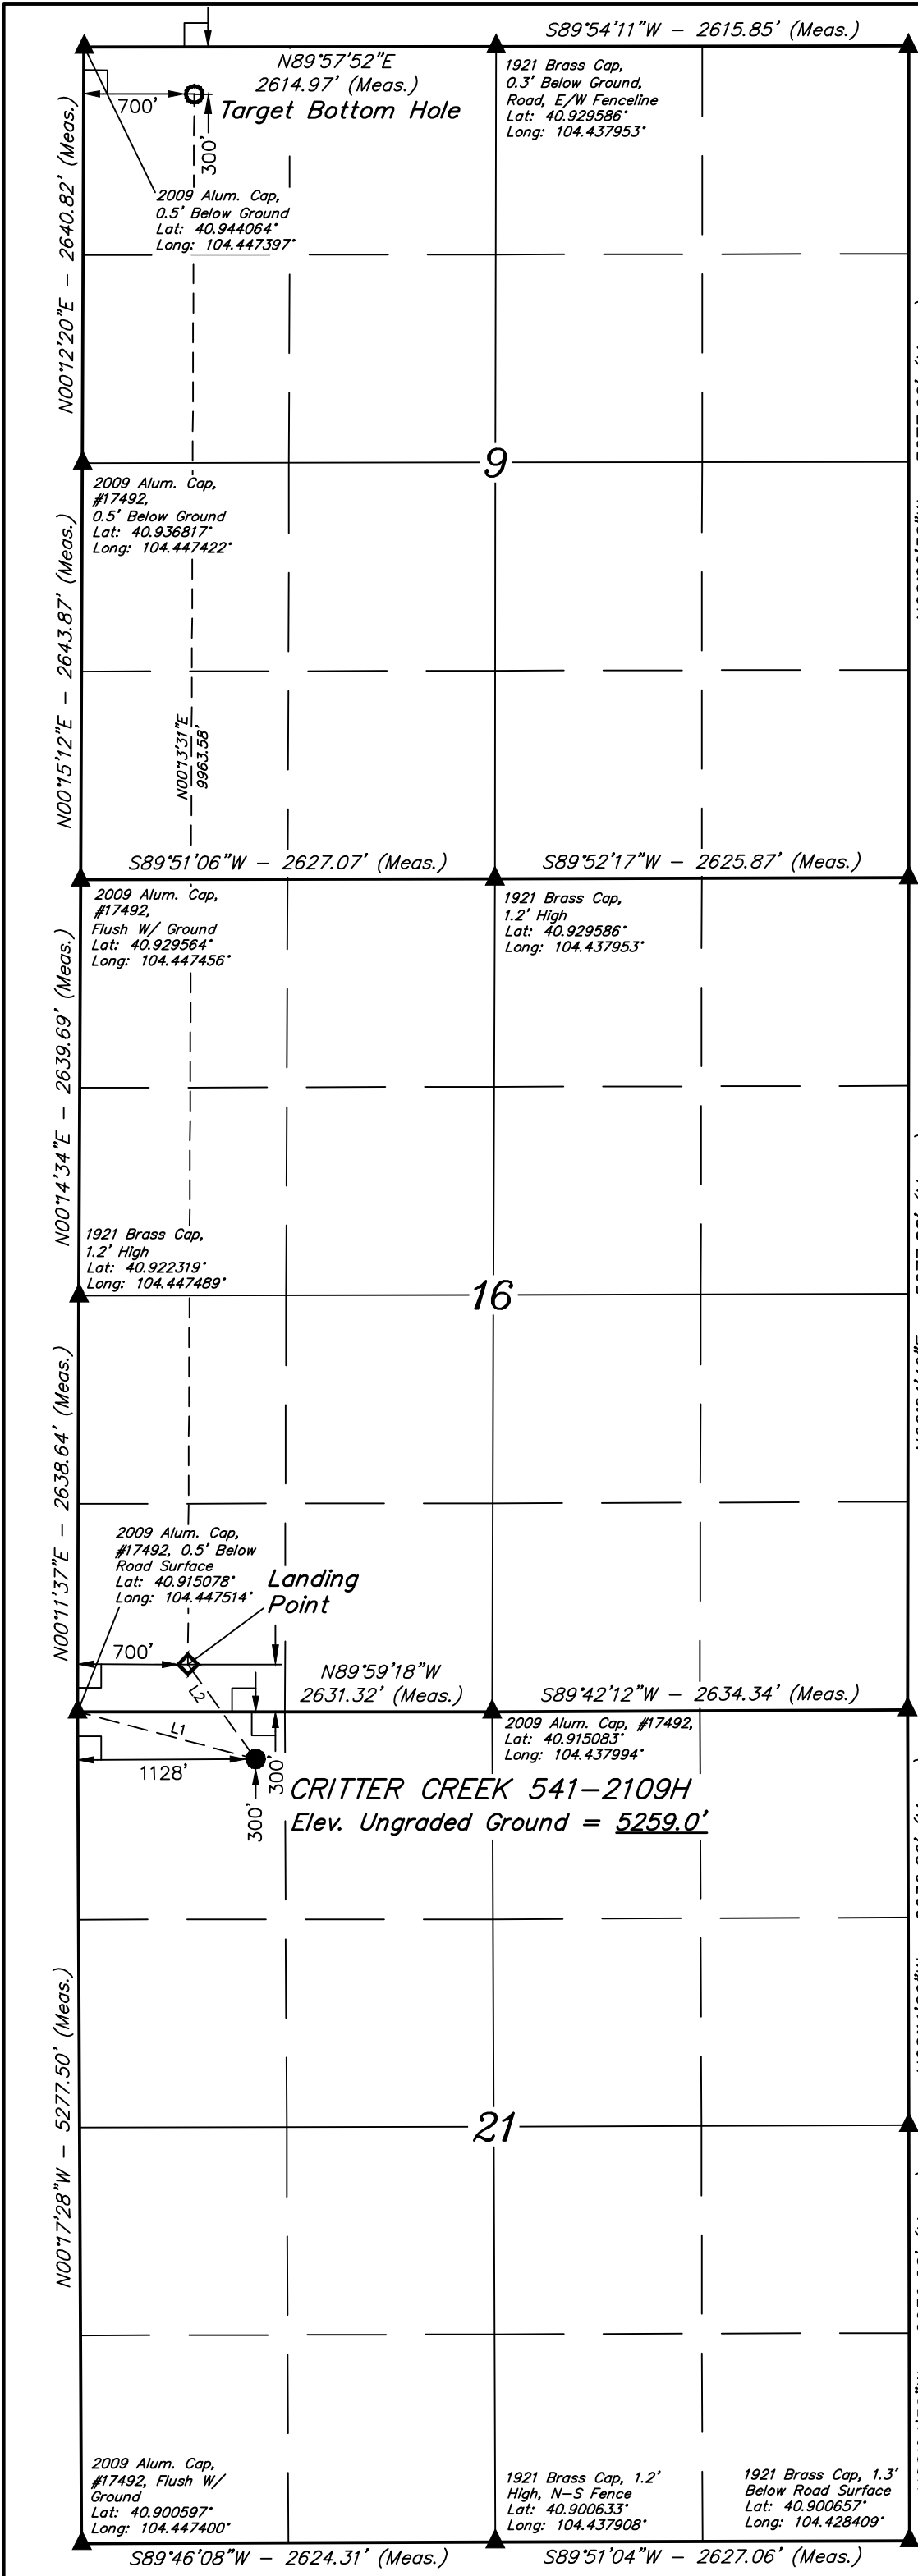 S89°54'11"W - 2615.85' (Meas.)
N89°57'52"E
2614.97' (Meas.)
700'
Target Bottom Hole
300'
1921 Brass Cap,
0.3' Below Ground,
Road, E/W Fenceline
Lat: 40.929586°
Long: 104.437953°
N00°12'20"E - 2640.82' (Meas.)
2009 Alum. Cap,
0.5' Below Ground
Lat: 40.944064°
Long: 104.447397°
9
2009 Alum. Cap,
#17492,
0.5' Below Ground
Lat: 40.936817°
Long: 104.447422°
N00°15'12"E - 2643.87' (Meas.)
N00°13'31"E
9963.58'
S89°51'06"W - 2627.07' (Meas.)
S89°52'17"W - 2625.87' (Meas.)
2009 Alum. Cap,
#17492,
Flush W/ Ground
Lat: 40.929564°
Long: 104.447456°
1921 Brass Cap,
1.2' High
Lat: 40.929586°
Long: 104.437953°
N00°14'34"E - 2639.69' (Meas.)
1921 Brass Cap,
1.2' High
Lat: 40.922319°
Long: 104.447489°
16
N00°11'37"E - 2638.64' (Meas.)
2009 Alum. Cap,
#17492, 0.5' Below
Road Surface
Lat: 40.915078°
Long: 104.447514°
Landing
Point
700'
L2
N89°59'18"W
2631.32' (Meas.)
S89°42'12"W - 2634.34' (Meas.)
L1
2009 Alum. Cap, #17492,
Lat: 40.915083°
Long: 104.437994°
1128'
300'
300'
CRITTER CREEK 541-2109H
Elev. Ungraded Ground = 5259.0'
N00°17'28"W - 5277.50' (Meas.)
21
2009 Alum. Cap,
#17492, Flush W/
Ground
Lat: 40.900597°
Long: 104.447400°
1921 Brass Cap, 1.2'
High, N-S Fence
Lat: 40.900633°
Long: 104.437908°
1921 Brass Cap, 1.3'
Below Road Surface
Lat: 40.900657°
Long: 104.428409°
S89°46'08"W - 2624.31' (Meas.)
S89°51'04"W - 2627.06' (Meas.)